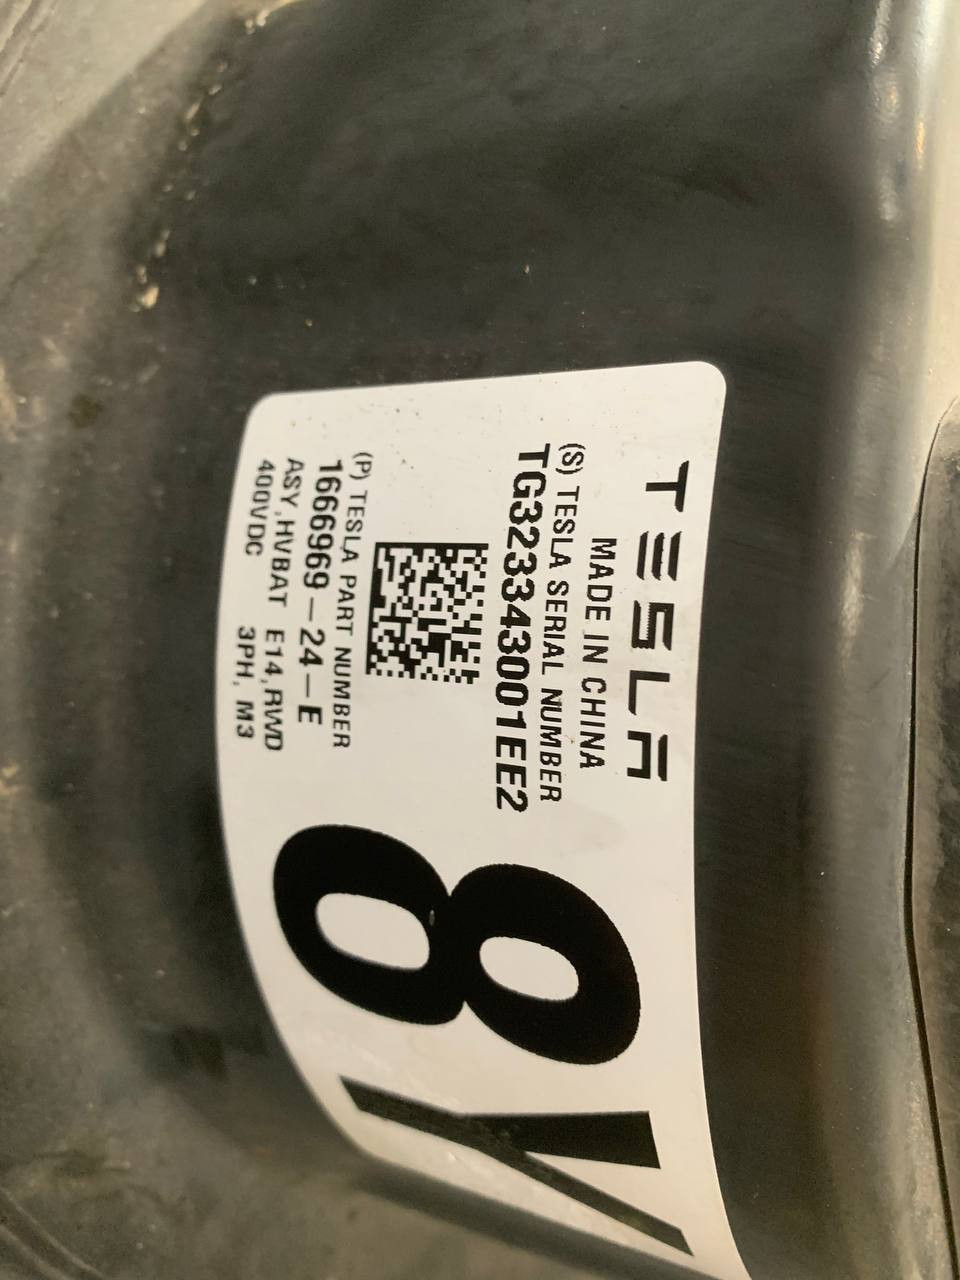 TESLA
MADE IN CHINA
(S) TESLA SERIAL NUMBER
TG323343001EE2
(P) TESLA PART NUMBER
1666969-24-E
ASY,HVBAT E14,RWD
400VDC 3PH, M3
8Y